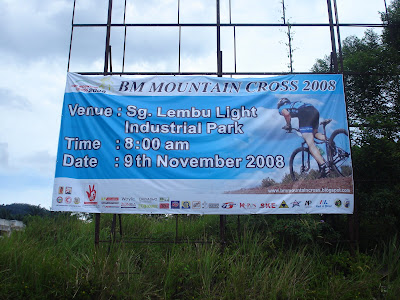 BM MOUNTAIN CROSS 2008
Venue : Sg. Lembu Light
Industrial Park
Time : 8:00 am
Date : 9th November 2008